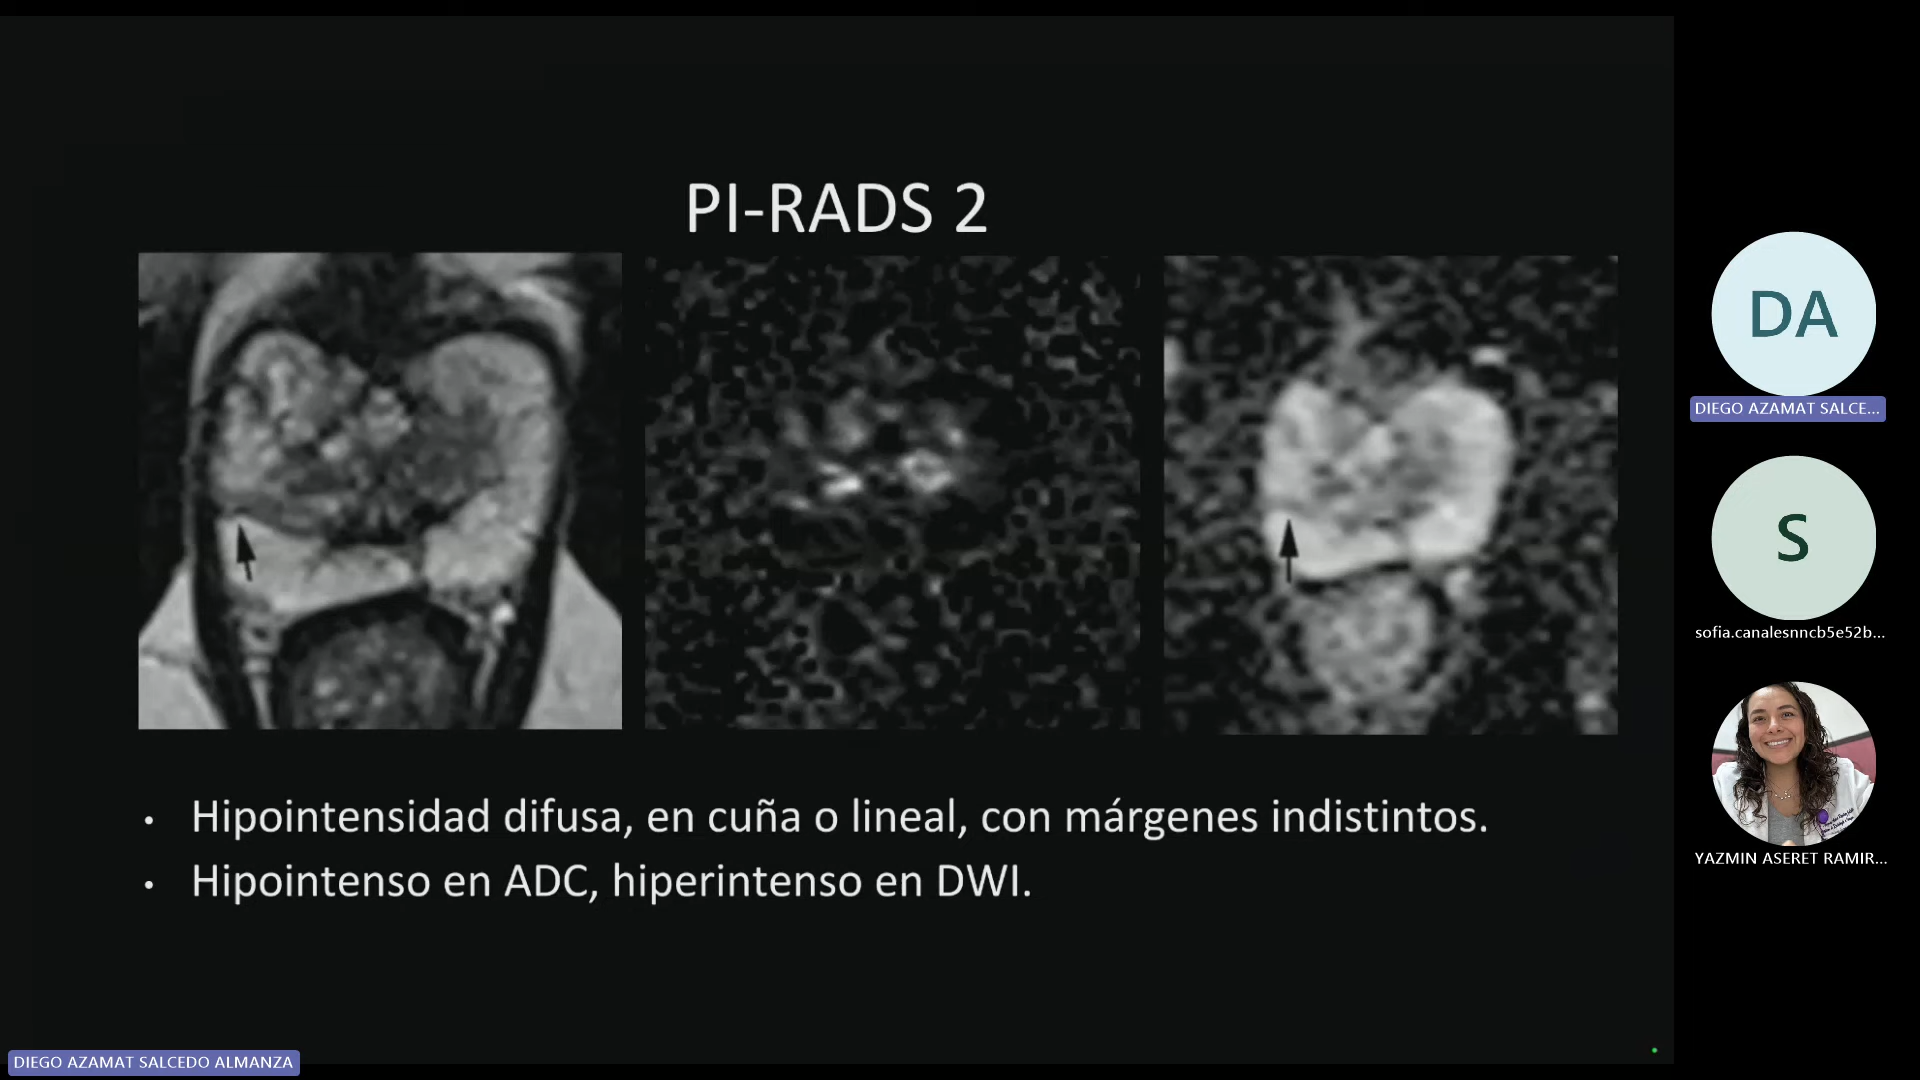 PI-RADS 2
• Hipointensidad difusa, en cuña o lineal, con márgenes indistintos.
• Hipointenso en ADC, hiperintenso en DWI.
DA
DIEGO AZAMAT SALCE...
S
sofia.canalesnncb5e52b...
YAZMIN ASERET RAMIR...
DIEGO AZAMAT SALCEDO ALMANZA